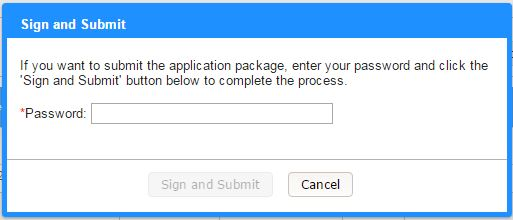 Sign and Submit
If you want to submit the application package, enter your password and click the
'Sign and Submit' button below to complete the process.
*Password:
Sign and Submit Cancel